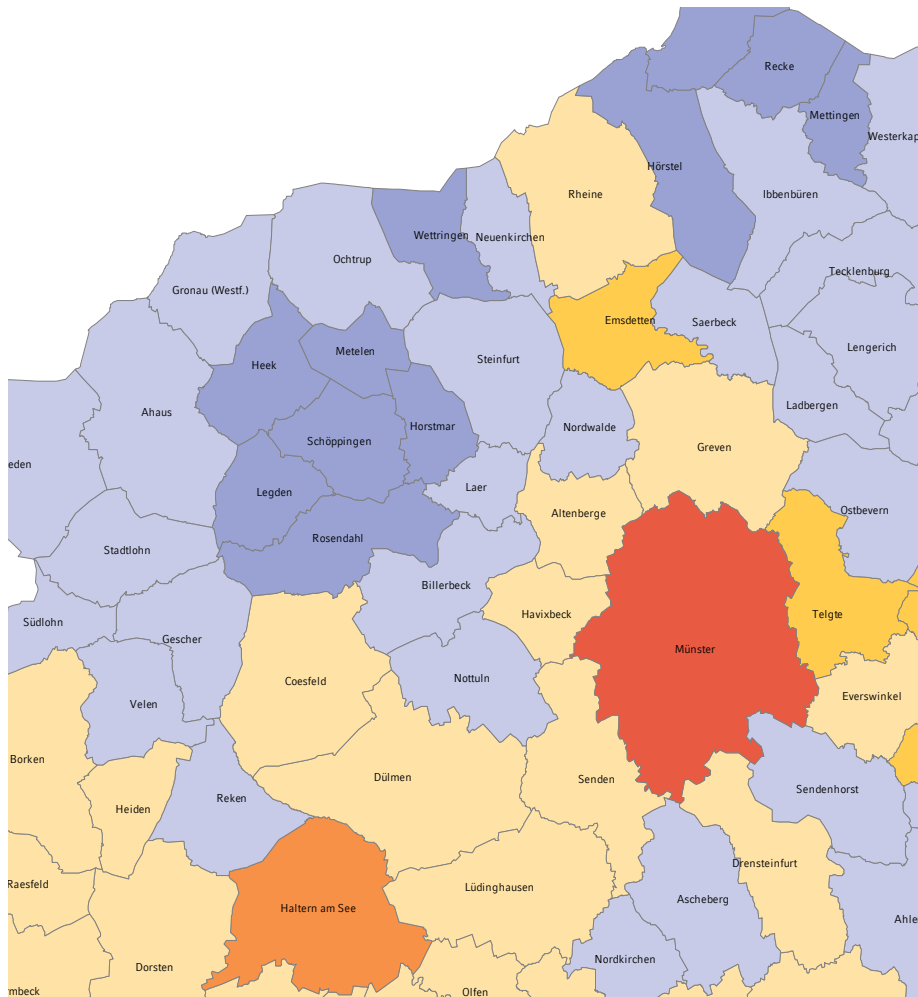 Recke
Mettingen
Westerkap
Hörstel
Ibbenbüren
Rheine
Wettringen
Neuenkirchen
Ochtrup
Tecklenburg
Gronau (Westf.)
Emsdetten
Saerbeck
Lengerich
Metelen
Steinfurt
Heek
Ladbergen
Ahaus
Horstmar
Nordwalde
Schöppingen
Greven
eden
Laer
Legden
Altenberge
Ostbevern
Rosendahl
Stadtlohn
Billerbeck
Havixbeck
Telgte
Südlohn
Gescher
Münster
Coesfeld
Nottuln
Everswinkel
Velen
Borken
Dülmen
Senden
Sendenhorst
Reken
Heiden
Drensteinfurt
Raesfeld
Lüdinghausen
Ascheberg
Haltern am See
Ahle
Nordkirchen
Dorsten
rmbeck
Olfen